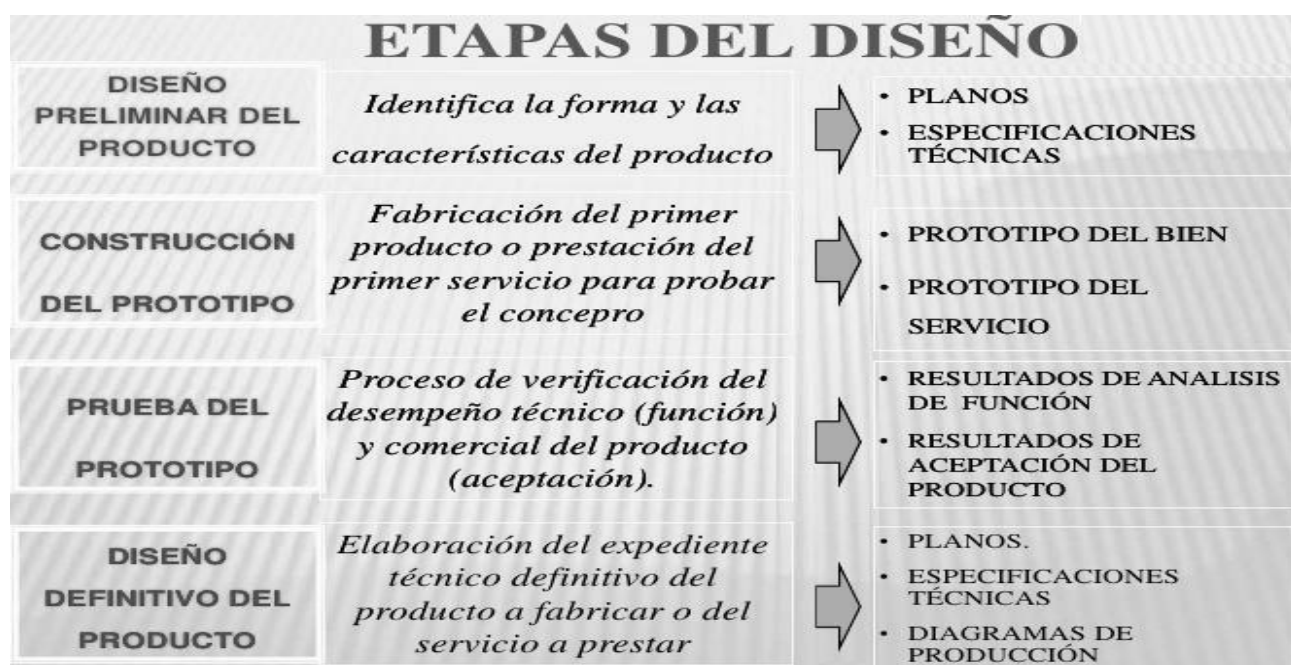 ETAPAS DEL DISEÑO
DISEÑO
PRELIMINAR DEL
PRODUCTO
Identifica la forma y las
características del producto
• PLANOS
• ESPECIFICACIONES
TÉCNICAS
CONSTRUCCIÓN
DEL PROTOTIPO
Fabricación del primer
producto o prestación del
primer servicio para probar
el concepro
• PROTOTIPO DEL BIEN
• PROTOTIPO DEL
SERVICIO
PRUEBA DEL
PROTOTIPO
Proceso de verificación del
desempeño técnico (función)
y comercial del producto
(aceptación).
• RESULTADOS DE ANALISIS
DE FUNCIÓN
• RESULTADOS DE
ACEPTACIÓN DEL
PRODUCTO
DISEÑO
DEFINITIVO DEL
PRODUCTO
Elaboración del expediente
técnico definitivo del
producto a fabricar o del
servicio a prestar
• PLANOS.
• ESPECIFICACIONES
TÉCNICAS
• DIAGRAMAS DE
PRODUCCIÓN